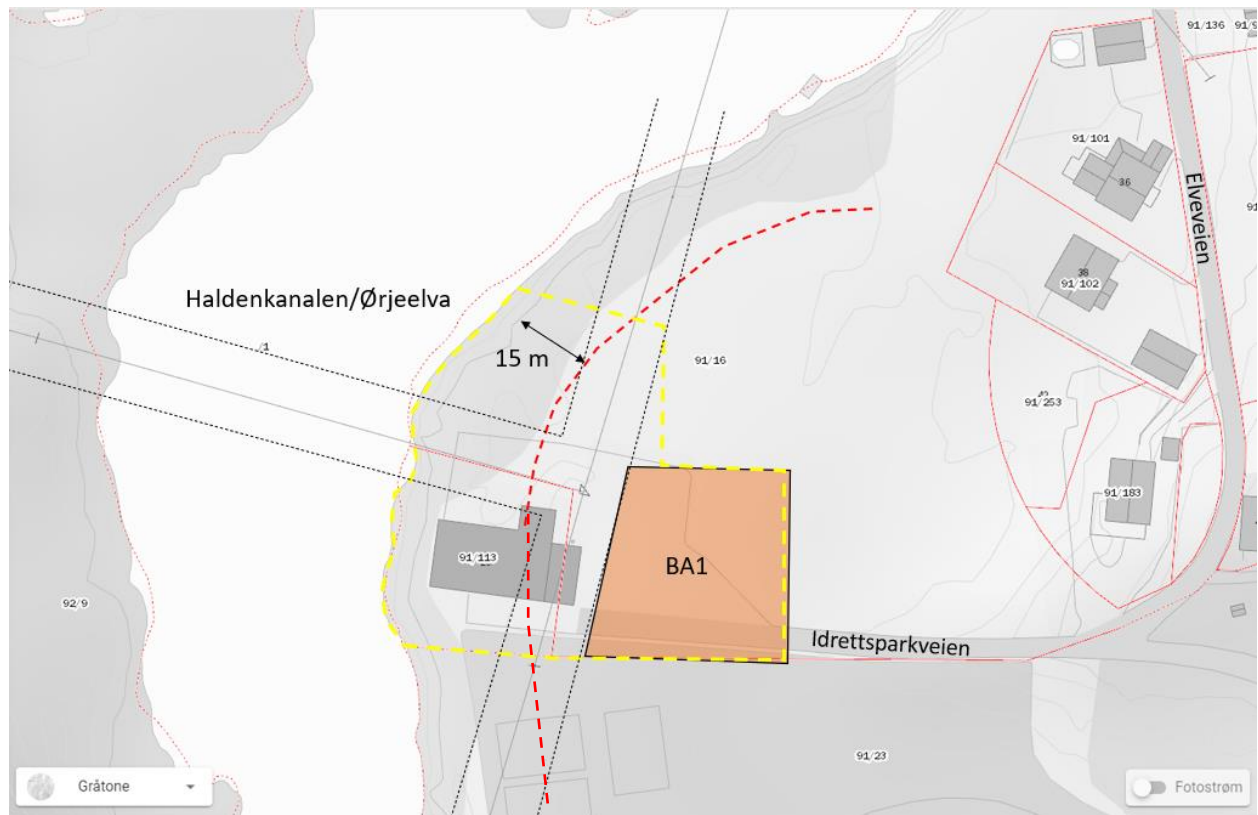 91/136
91/9
91/101
36
Elveveien
38
91/102
Haldenkanalen/Ørjeelva
/1
15 m
91/16
91/253
91/183
91/113
BA1
92/9
Idrettsparkveien
91/23
Gråtone
Fotostrøm